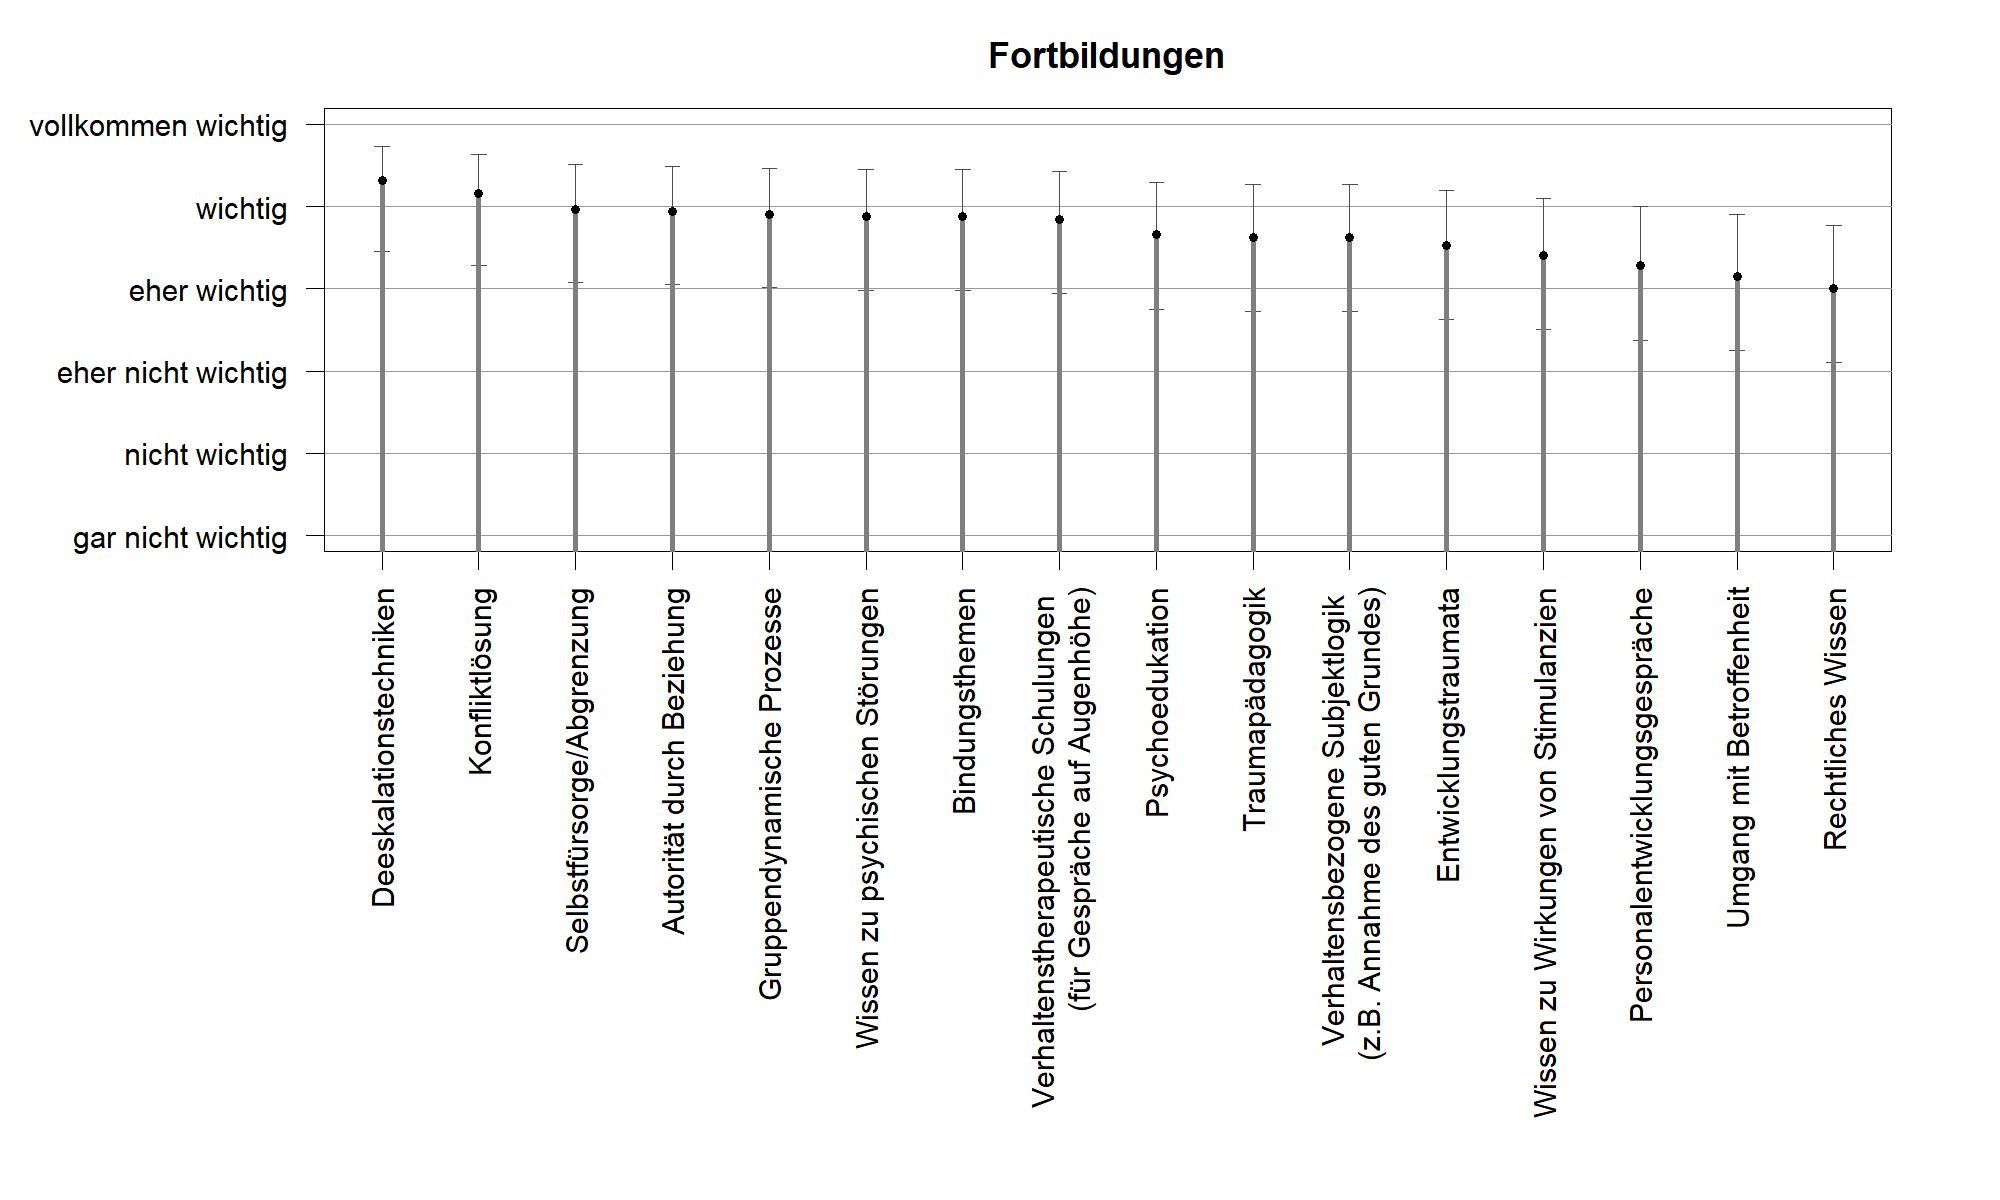 Fortbildungen
vollkommen wichtig
wichtig
eher wichtig
eher nicht wichtig
nicht wichtig
gar nicht wichtig
Deeskalationstechniken
Konfliktlösung
Selbstfürsorge/Abgrenzung
Autorität durch Beziehung
Gruppendynamische Prozesse
Wissen zu psychischen Störungen
Bindungsthemen
Verhaltenstherapeutische Schulungen
(für Gespräche auf Augenhöhe)
Psychoedukation
Traumapädagogik
Verhaltensbezogene Subjektlogik
(z.B. Annahme des guten Grundes)
Entwicklungstraumata
Wissen zu Wirkungen von Stimulanzien
Personalentwicklungsgespräche
Umgang mit Betroffenheit
Rechtliches Wissen